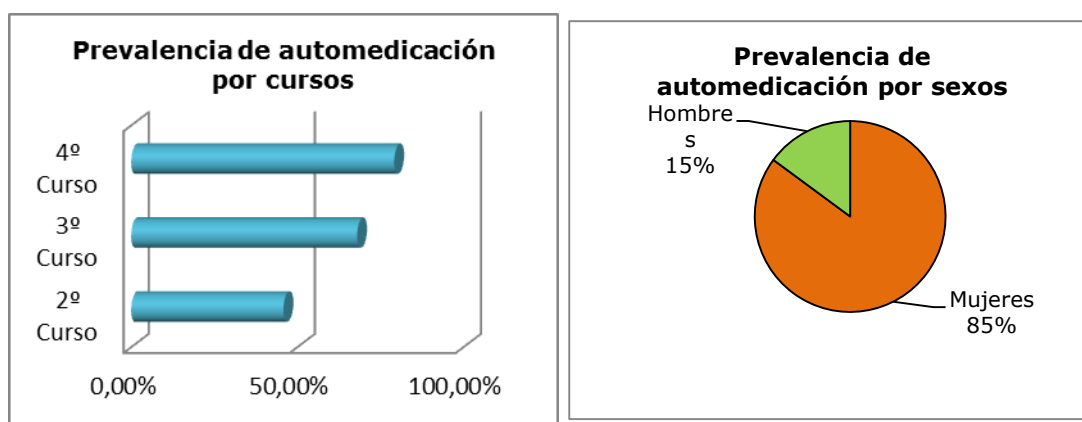 Prevalencia de automedicación
por cursos
4º
Curso
3º
Curso
2º
Curso
0,00%
50,00%
100,00%
Prevalencia de
automedicación por sexos
Hombre
s
15%
Mujeres
85%